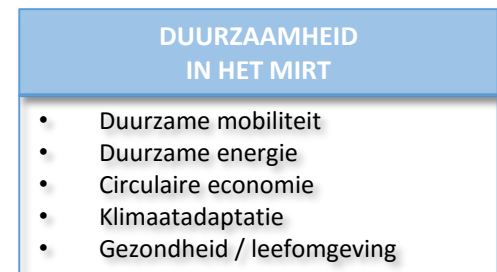 DUURZAAMHEID
IN HET MIRT
• Duurzame mobiliteit
• Duurzame energie
• Circulaire economie
• Klimaatadaptatie
• Gezondheid / leefomgeving